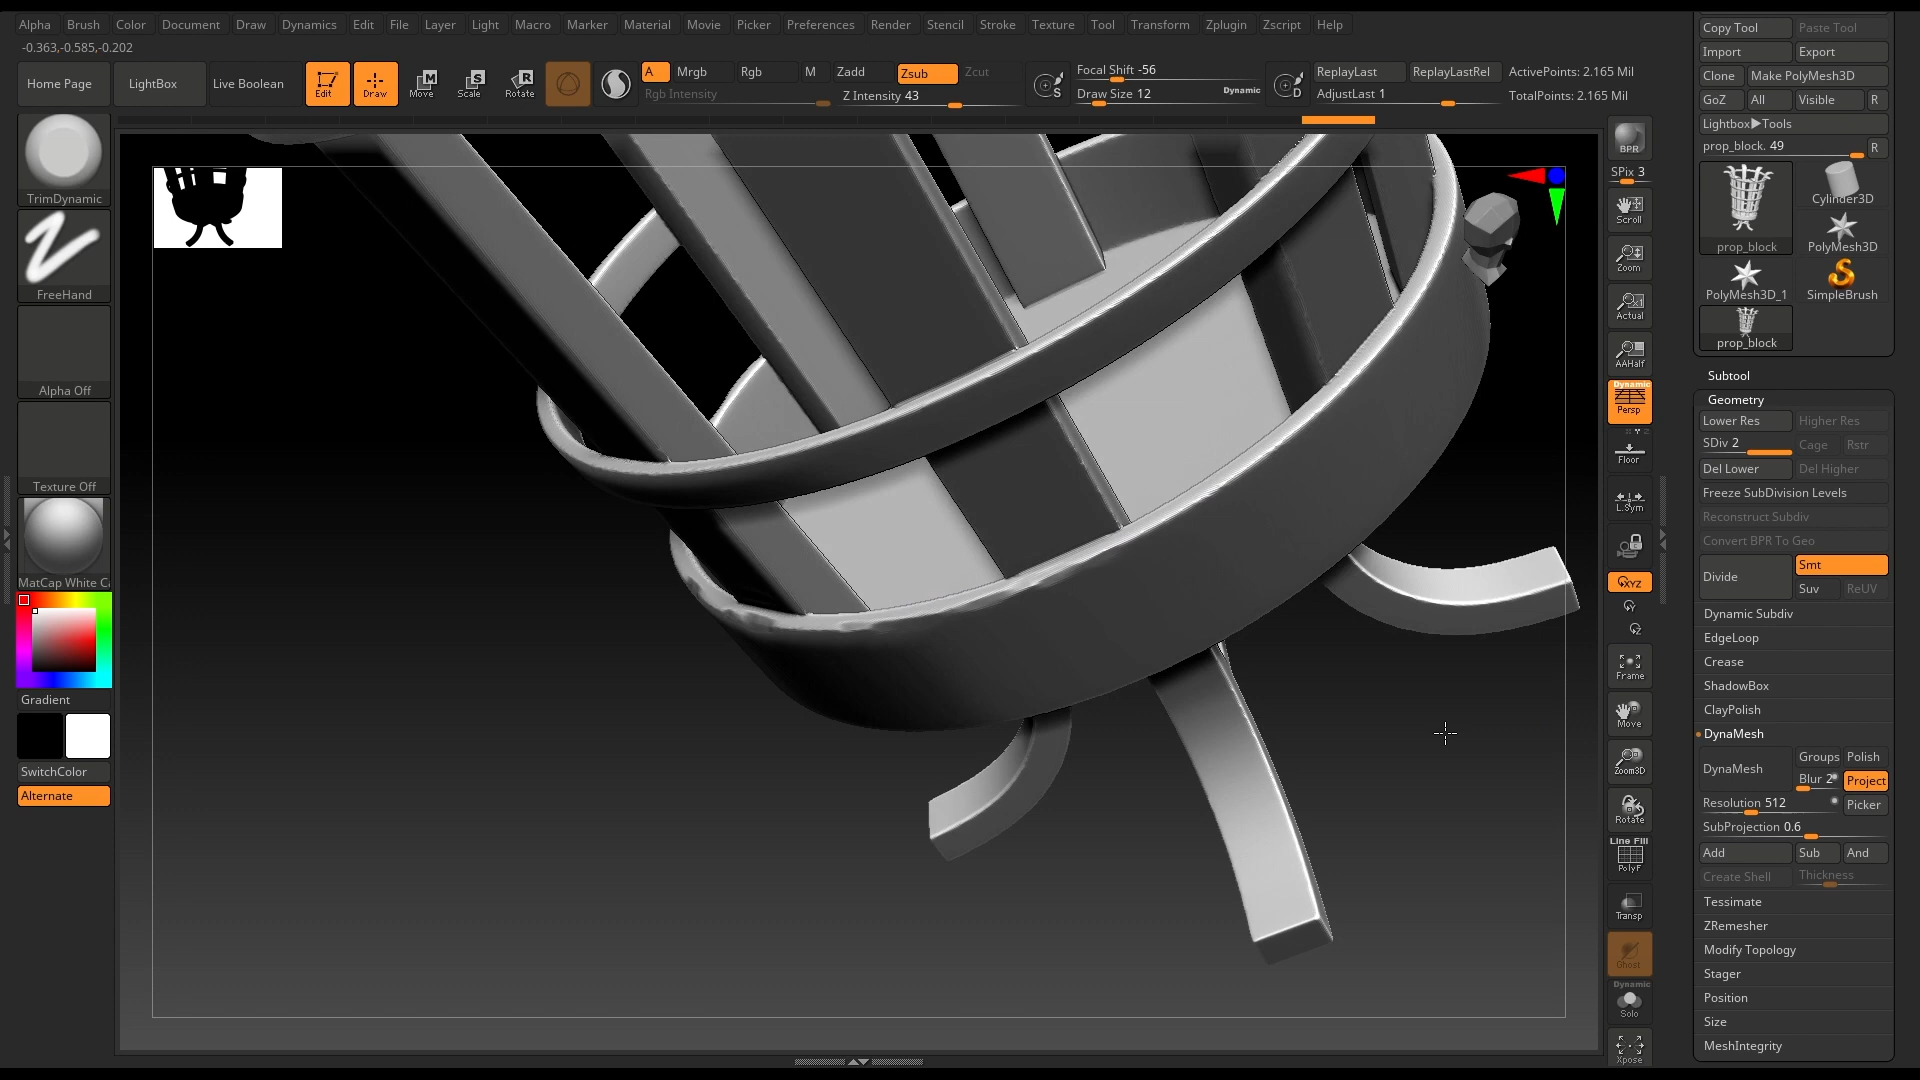 Alpha Brush Color Document Draw Dynamics Edit File Layer Light Macro Marker Material Movie Picker Preferences Render Stencil Stroke Texture Tool Transform Zplugin Zscript Help
-0.363,-0.585,-0.202
Home Page
LightBox
Live Boolean
Edit
Draw
Move
Scale
Rotate
A Mrgb Rgb M Zadd Zsub Zcut
Rgb Intensity
Z Intensity 43
Focal Shift -56
Draw Size 12
Dynamic
ReplayLast ReplayLastRel
AdjustLast 1
ActivePoints: 2.165 Mil
TotalPoints: 2.165 Mil
TrimDynamic
FreeHand
Alpha Off
Texture Off
MatCap White C
Gradient
SwitchColor
Alternate
BPR
SPix 3
Scroll
Zoom
Actual
AAHalf
Dynamic
Persp
Floor
L.Sym
XYZ
Y
Z
Frame
Move
Zoom3D
Rotate
Line Fill
PolyF
Transp
Ghost
Dynamic
Solo
Xpose
Copy Tool Paste Tool
Import Export
Clone Make PolyMesh3D
GoZ All Visible R
Lightbox▶Tools
prop_block. 49 R
prop_block
Cylinder3D
PolyMesh3D
PolyMesh3D_1
SimpleBrush
prop_block
Subtool
Geometry
Lower Res Higher Res
SDiv 2 Cage Rstr
Del Lower Del Higher
Freeze SubDivision Levels
Reconstruct Subdiv
Convert BPR To Geo
Divide
Smt
Suv ReUV
Dynamic Subdiv
EdgeLoop
Crease
ShadowBox
ClayPolish
DynaMesh
DynaMesh
Groups Polish
Blur 2 Project
Resolution 512 Picker
SubProjection 0.6
Add Sub And
Create Shell Thickness
Tessimate
ZRemesher
Modify Topology
Stager
Position
Size
MeshIntegrity